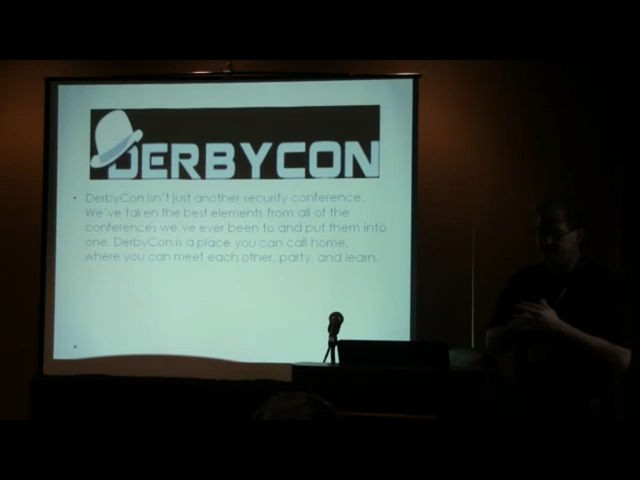 DERBYCON
• DerbyCon isn't just another security conference.
We've taken the best elements from all of the
conferences we've ever been to and put them into
one. DerbyCon is a place you can call home,
where you can meet each other, party, and learn.
•